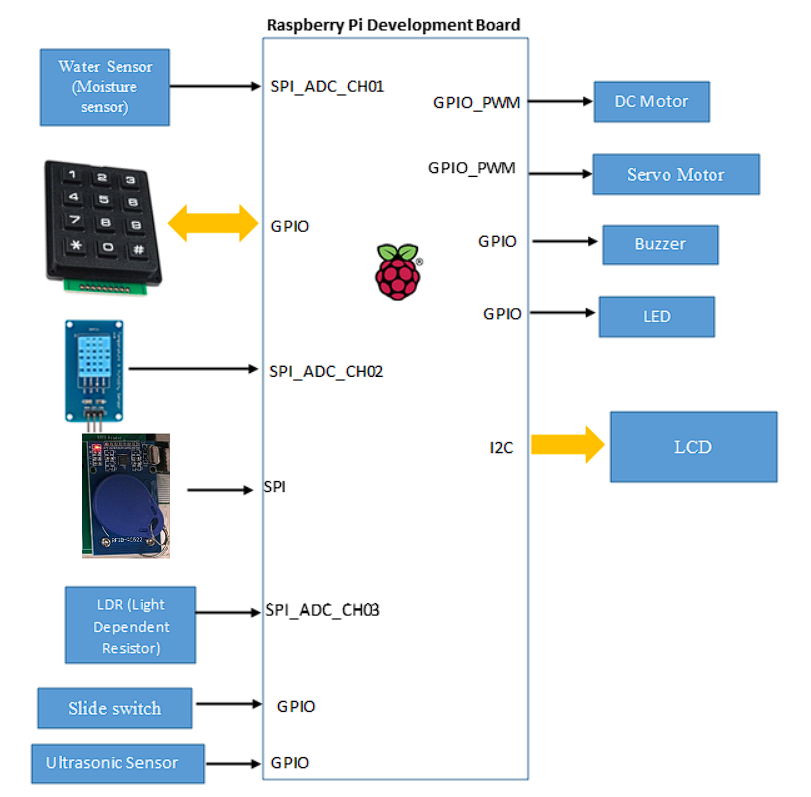 Raspberry Pi Development Board
Water Sensor
(Moisture
sensor)
SPI_ADC_CH01
GPIO_PWM
DC Motor
GPIO_PWM
Servo Motor
1 2 3
4 5 6
7 8 9
* 0 #
GPIO
®
GPIO
Buzzer
GPIO
LED
SPI_ADC_CH02
I2C
LCD
SPI
RFID-RC522
LDR (Light
Dependent
Resistor)
SPI_ADC_CH03
Slide switch
GPIO
Ultrasonic Sensor
GPIO